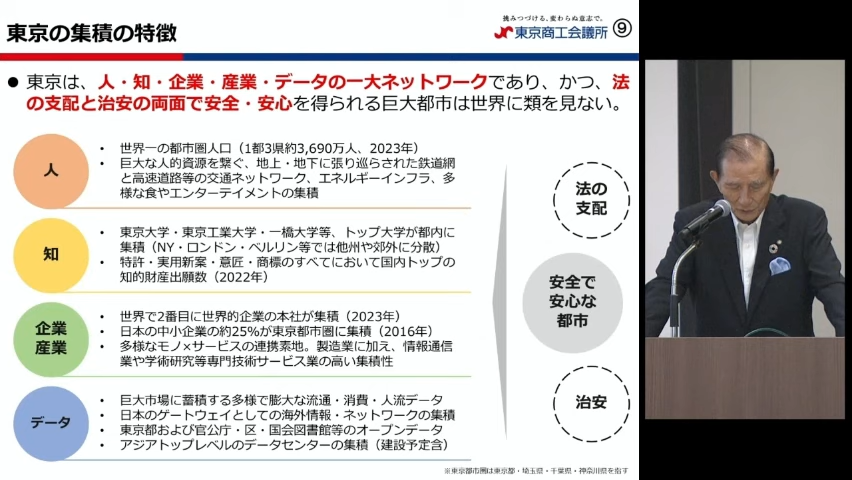 東京の集積の特徴
挑みつづける、変わらぬ意志で。
東京商工会議所
⑨
● 東京は、人・知・企業・産業・データの一大ネットワークであり、かつ、法
の支配と治安の両面で安全・安心を得られる巨大都市は世界に類を見ない。
人
• 世界一の都市圏人口（1都3県約3,690万人、2023年）
• 巨大な人的資源を繋ぐ、地上・地下に張り巡らされた鉄道網
と高速道路等の交通ネットワーク、エネルギーインフラ、多
様な食やエンターテイメントの集積
知
• 東京大学・東京工業大学・一橋大学等、トップ大学が都内に
集積（NY・ロンドン・ベルリン等では他州や郊外に分散）
• 特許・実用新案・意匠・商標のすべてにおいて国内トップの
知的財産出願数（2022年）
企業
産業
• 世界で2番目に世界的企業の本社が集積（2023年）
• 日本の中小企業の約25%が東京都市圏に集積（2016年）
• 多様なモノ×サービスの連携素地。製造業に加え、情報通信
業や学術研究等専門技術サービス業の高い集積性
データ
• 巨大市場に蓄積する多様で膨大な流通・消費・人流データ
• 日本のゲートウェイとしての海外情報・ネットワークの集積
• 東京都および官公庁・区・国会図書館等のオープンデータ
• アジアトップレベルのデータセンターの集積（建設予定含）
法の
支配
安全で
安心な
都市
治安
※東京都市圏は東京都・埼玉県・千葉県・神奈川県を指す